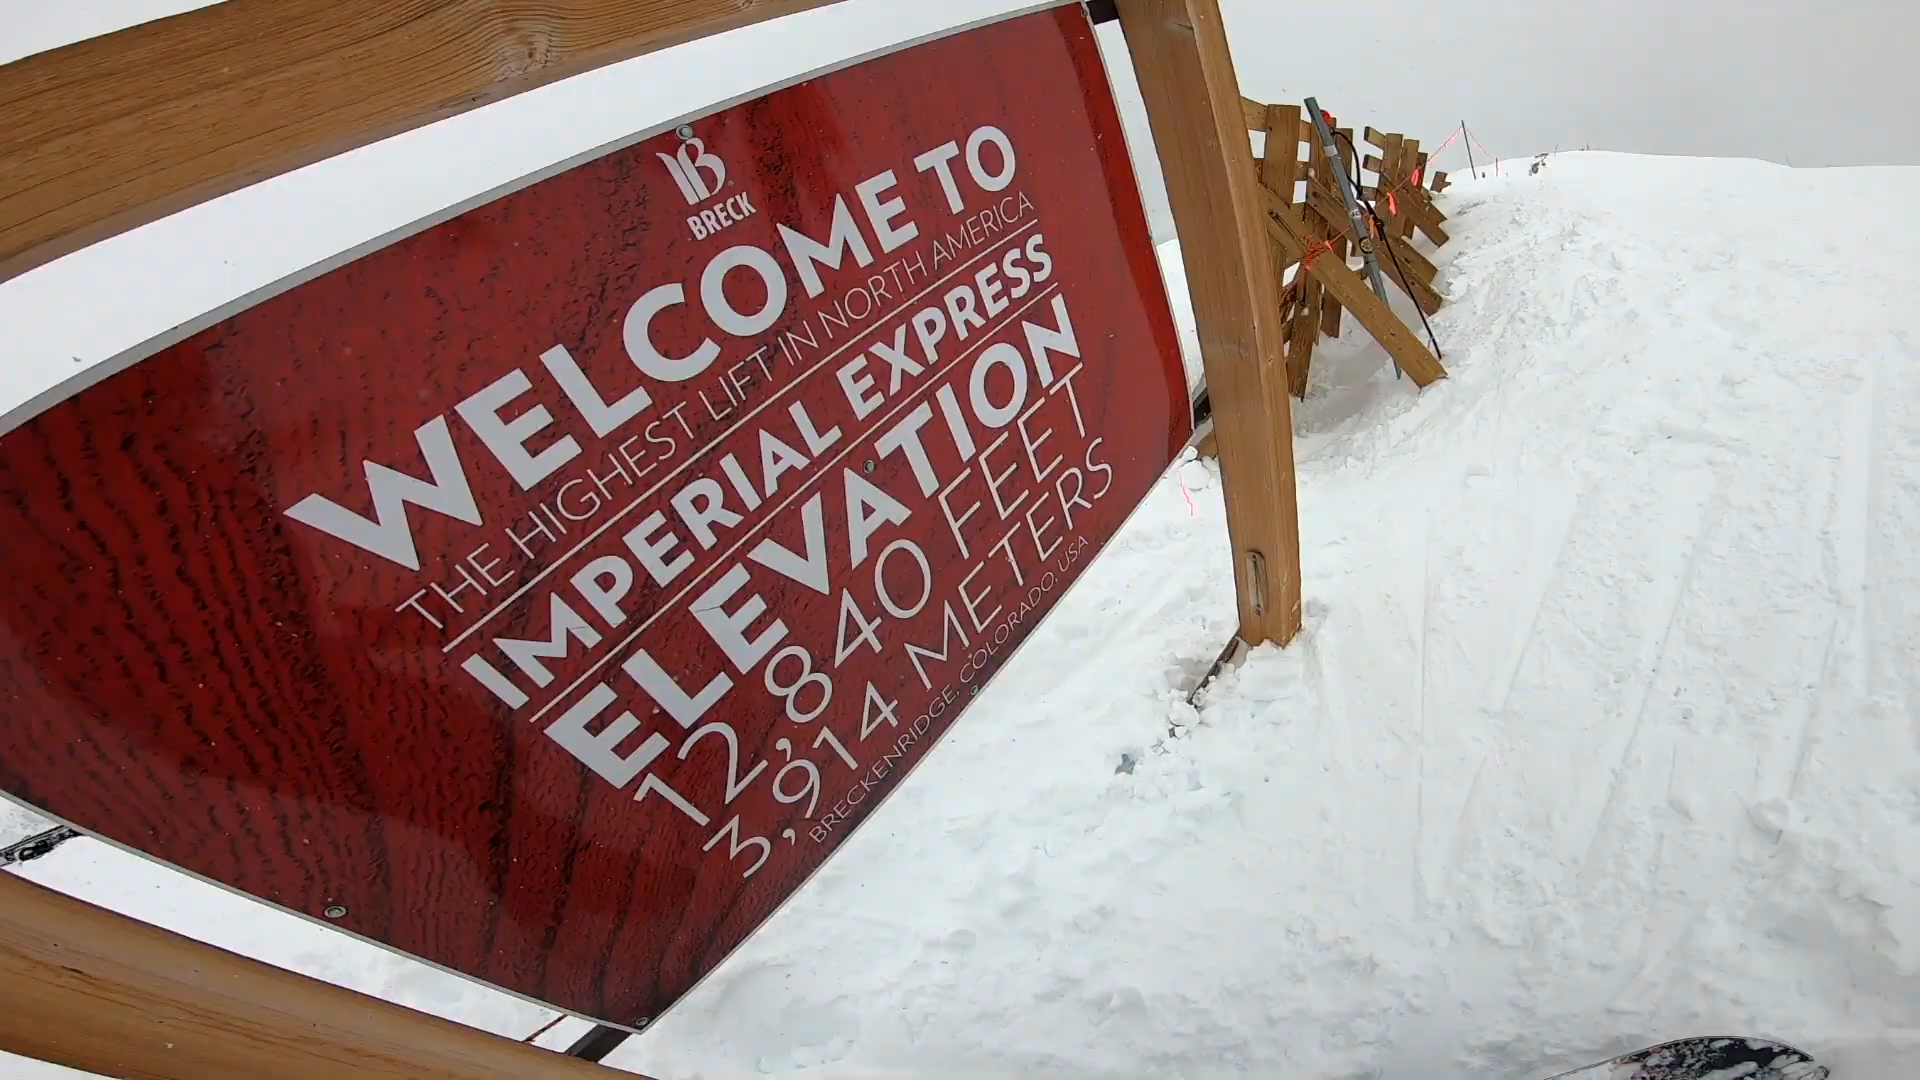 BRECK
WELCOME TO
THE HIGHEST LIFT IN NORTH AMERICA
IMPERIAL EXPRESS
ELEVATION
12,840 FEET
3,914 METERS
BRECKENRIDGE, COLORADO, USA